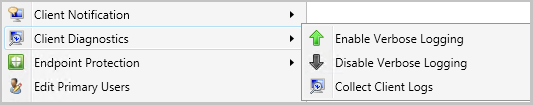 Client Notification
Client Diagnostics
Endpoint Protection
Edit Primary Users
Enable Verbose Logging
Disable Verbose Logging
Collect Client Logs